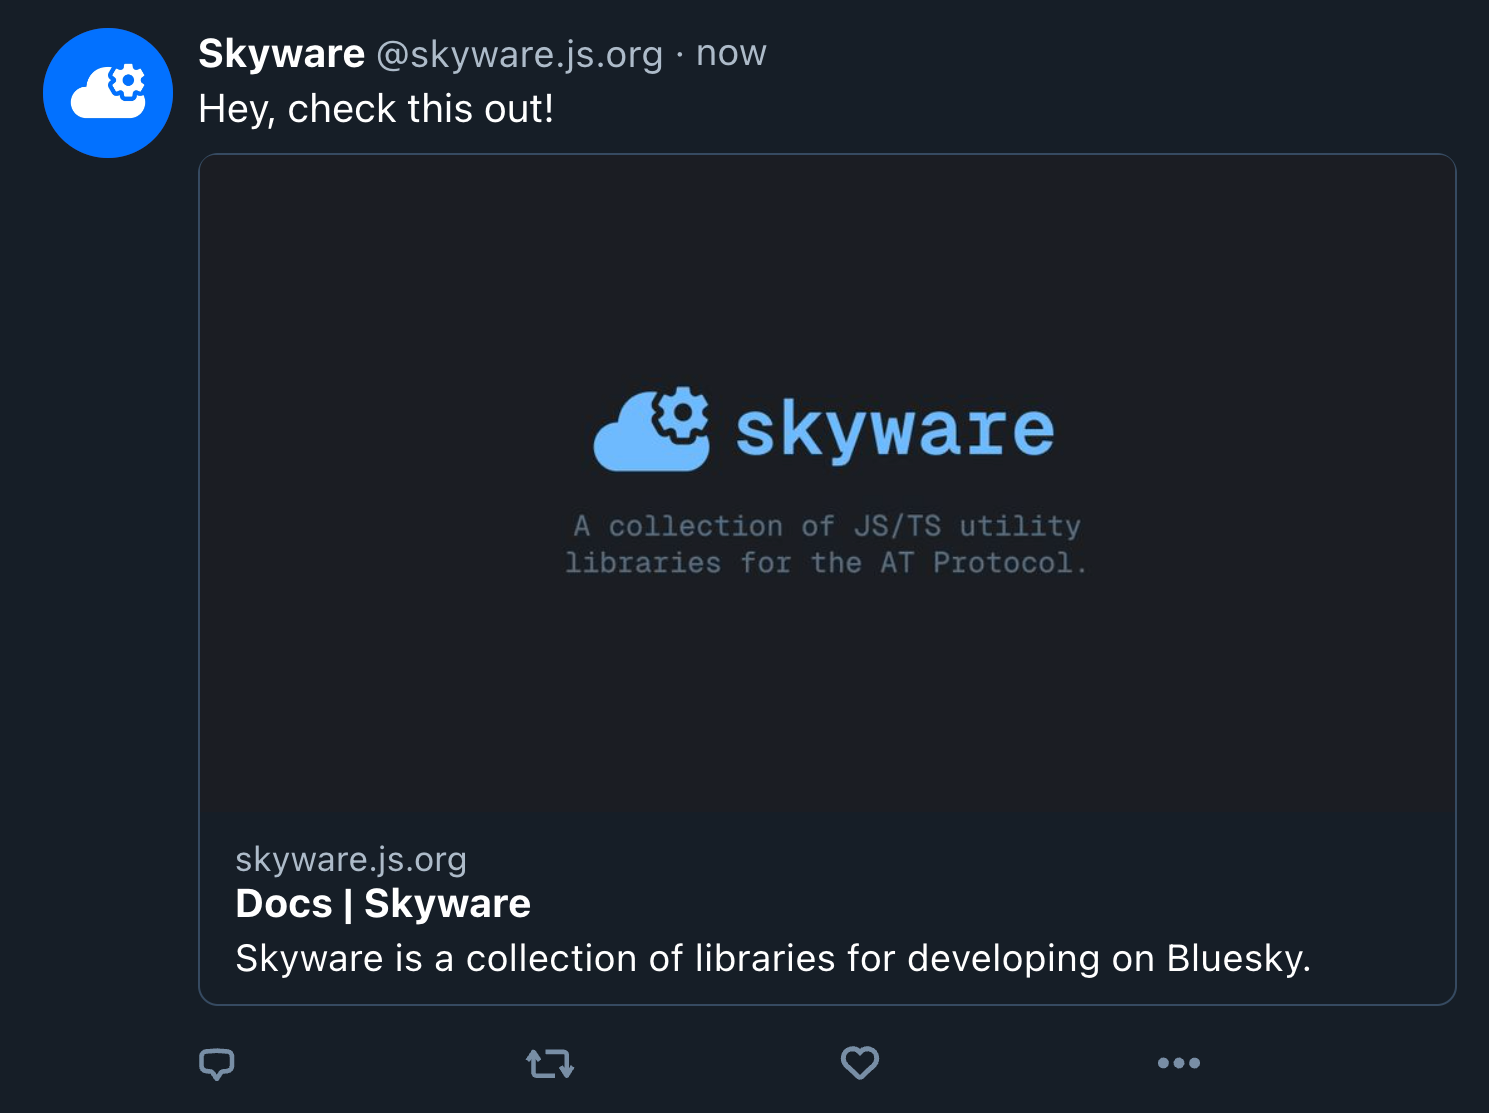 Skyware @skyware.js.org · now
Hey, check this out!
skyware
A collection of JS/TS utility
libraries for the AT Protocol.
skyware.js.org
Docs | Skyware
Skyware is a collection of libraries for developing on Bluesky.